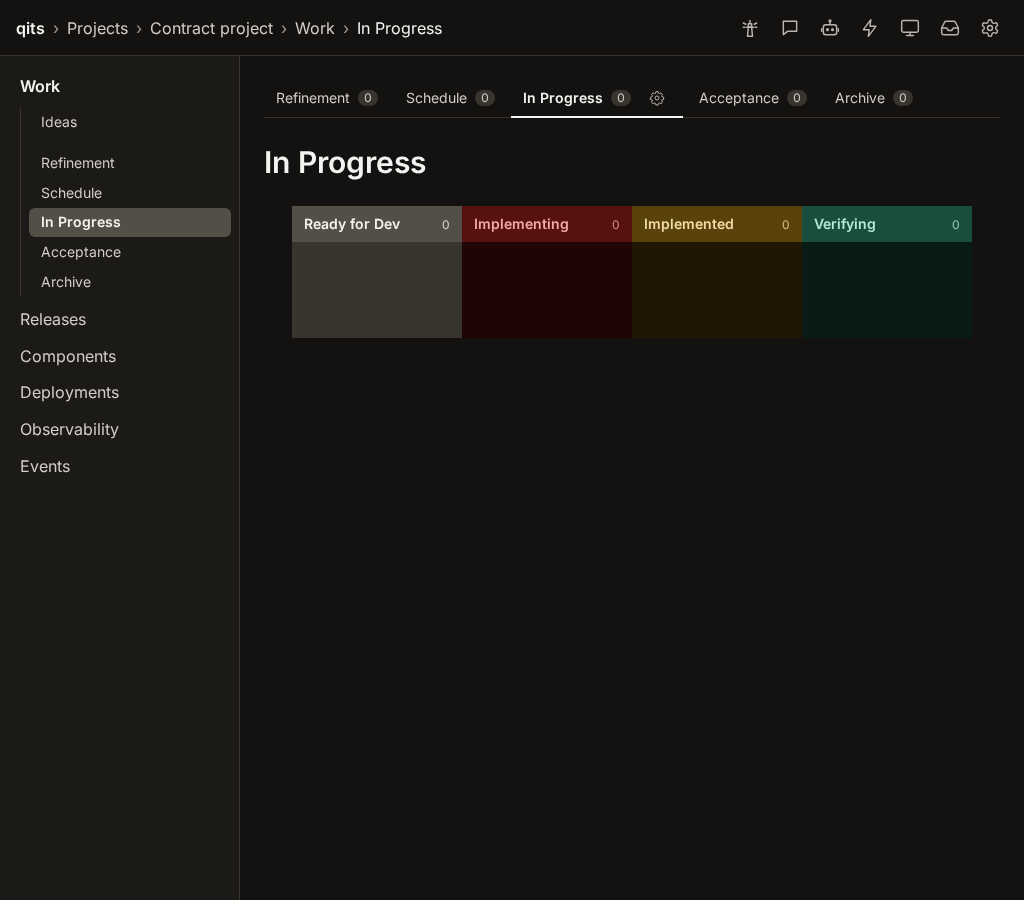 qits › Projects › Contract project › Work › In Progress
Work
Ideas
Refinement
Schedule
In Progress
Acceptance
Archive
Releases
Components
Deployments
Observability
Events
Refinement 0 Schedule 0 In Progress 0 Acceptance 0 Archive 0
In Progress
Ready for Dev 0 Implementing 0 Implemented 0 Verifying 0